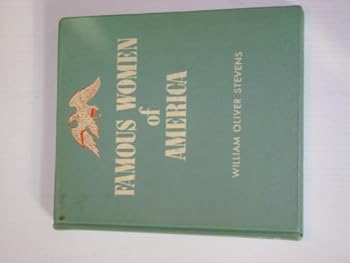 FAMOUS WOMEN
of
AMERICA
WILLIAM OLIVER STEVENS